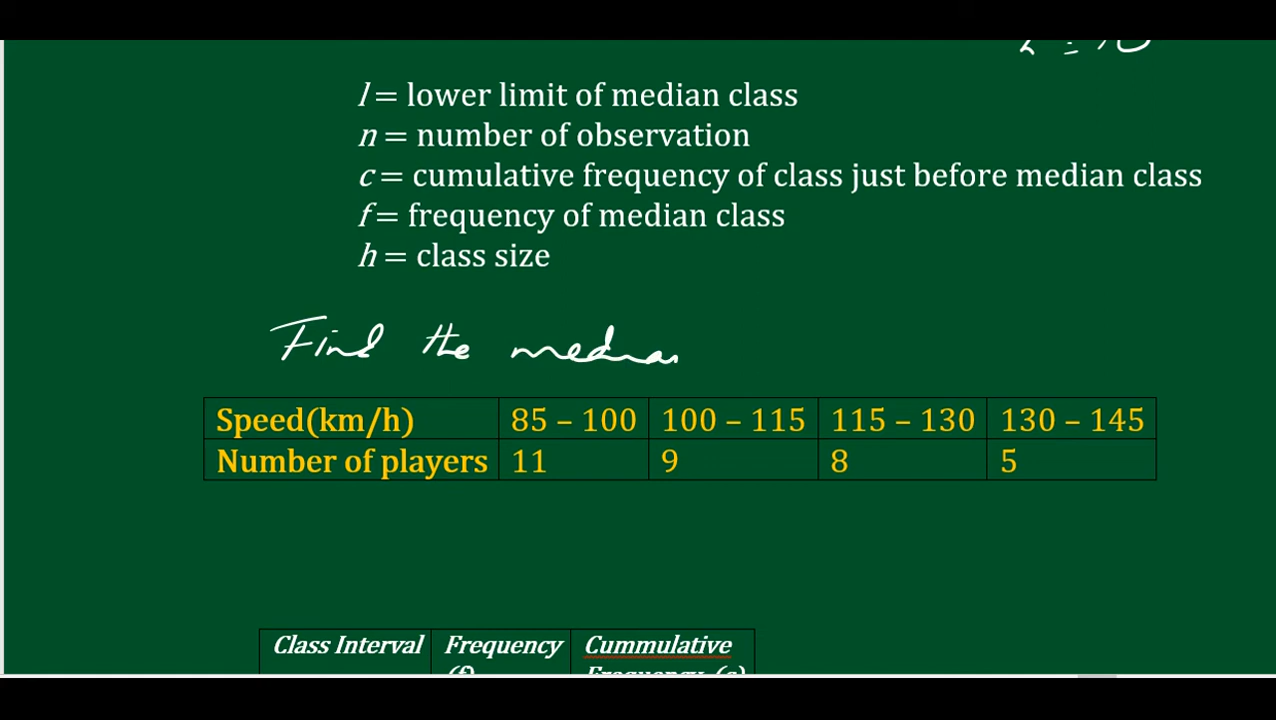 l = lower limit of median class
n = number of observation
c = cumulative frequency of class just before median class
f = frequency of median class
h = class size
Find the median
Speed(km/h) 85 – 100 100 – 115 115 – 130 130 – 145
Number of players 11 9 8 5
Class Interval Frequency Cummulative
(f) Frequency (c)